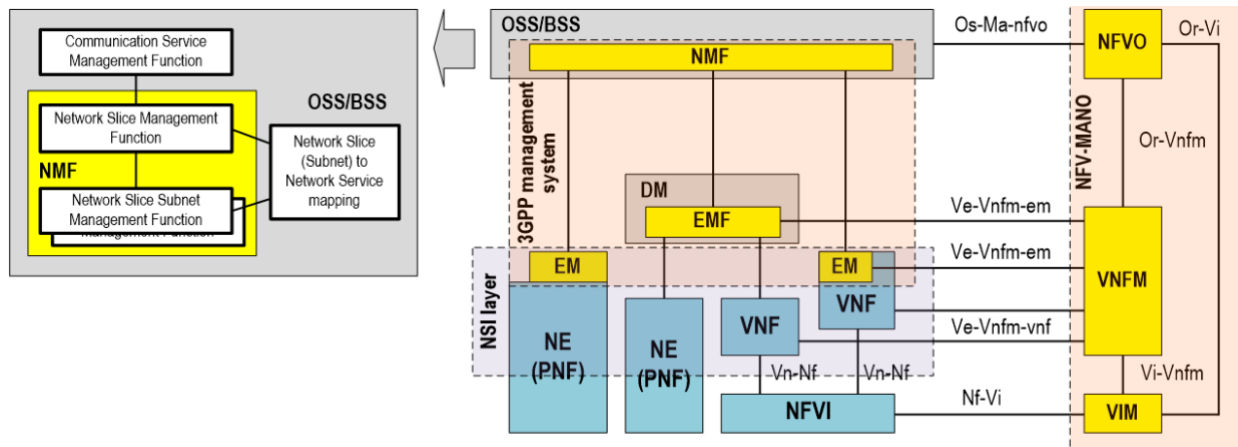 Communication Service
Management Function
OSS/BSS
Network Slice Management
Function
NMF
Network Slice
(Subnet) to
Network Service
mapping
Network Slice Subnet
Management Function
Management Function
OSS/BSS
NMF
Os-Ma-nfvo
NFVO
Or-Vi
3GPP management
system
NFV-MANO
Or-Vnfm
DM
EMF
Ve-Vnfm-em
NSI layer
EM
EM
Ve-Vnfm-em
VNFM
VNF
VNF
NE
(PNF)
NE
(PNF)
Ve-Vnfm-vnf
Vn-Nf
Vn-Nf
Vi-Vnfm
NFVI
Nf-Vi
VIM